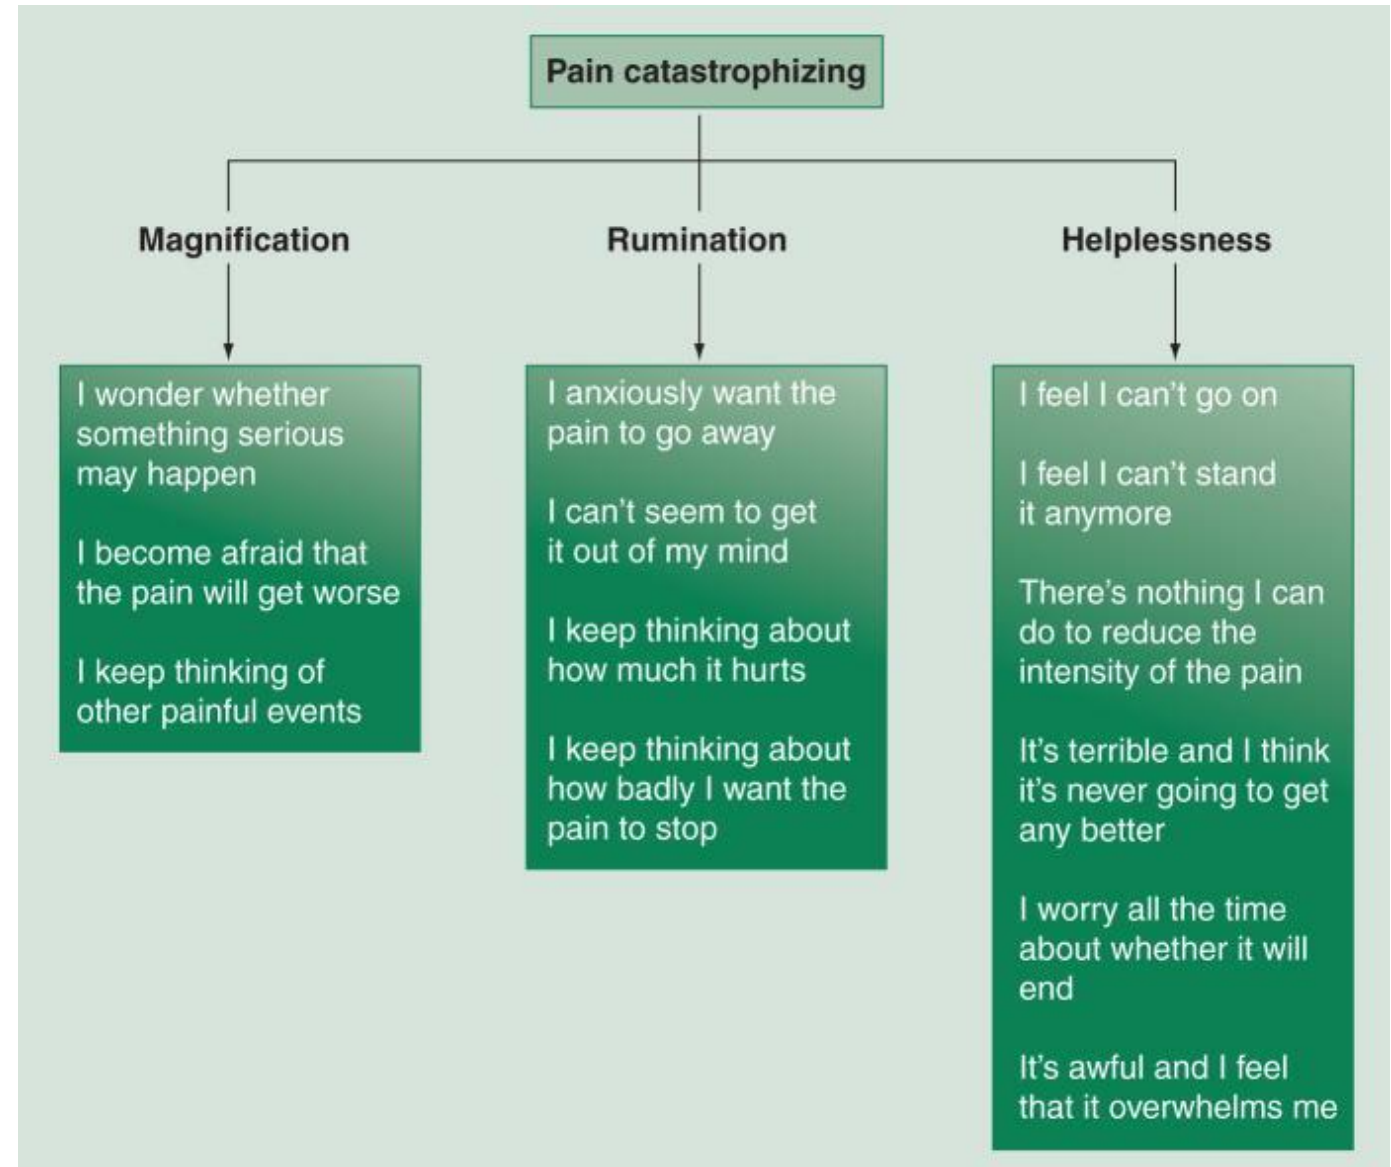 Pain catastrophizing
Magnification
Rumination
Helplessness
I wonder whether
something serious
may happen
I become afraid that
the pain will get worse
I keep thinking of
other painful events
I anxiously want the
pain to go away
I can't seem to get
it out of my mind
I keep thinking about
how much it hurts
I keep thinking about
how badly I want the
pain to stop
I feel I can't go on
I feel I can't stand
it anymore
There's nothing I can
do to reduce the
intensity of the pain
It's terrible and I think
it's never going to get
any better
I worry all the time
about whether it will
end
It's awful and I feel
that it overwhelms me